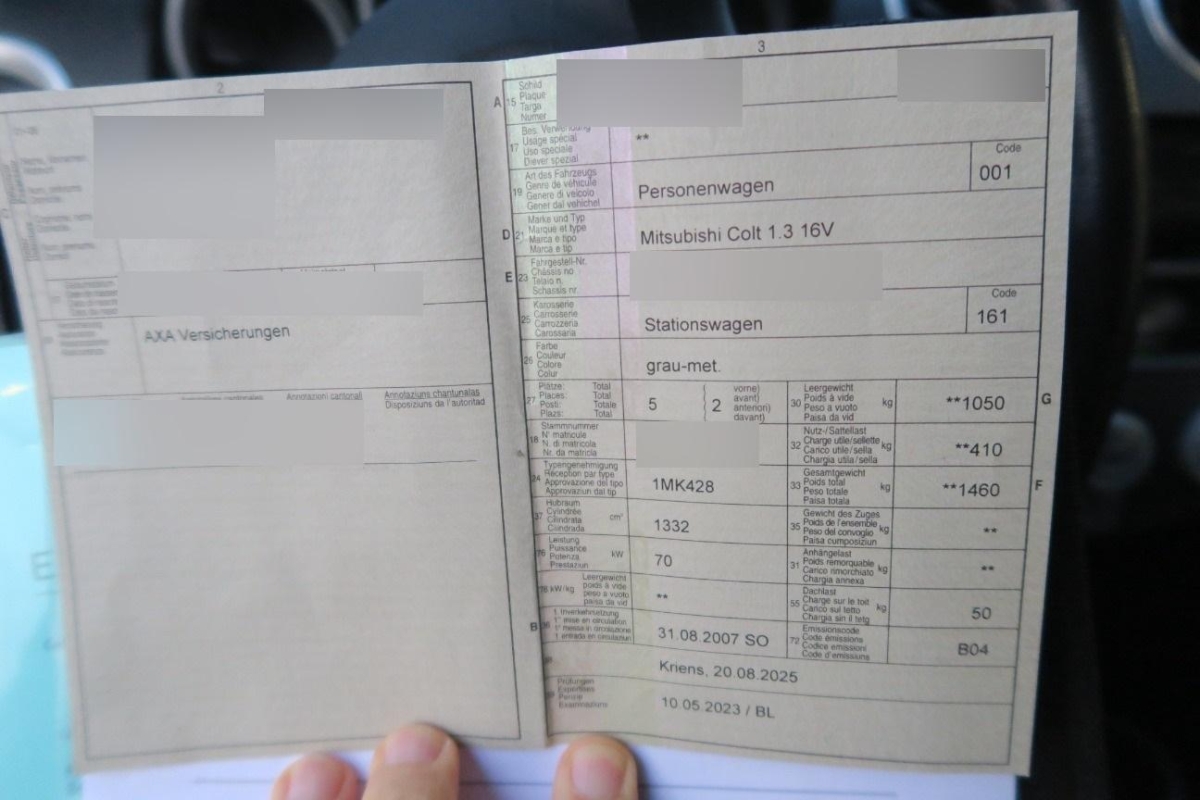 2
AXA Versicherungen
Annotazioni cantonali
Annotaziuns chantunalas
Disposiziuns da l'autoritad
3
A 15 Schild
Plaque
Targa
Numer
17 Bes. Verwendung
Usage spécial
Uso speciale
Diever spezial
**
19 Art des Fahrzeugs
Genre de véhicule
Genere di veicolo
Gener dal vehichel
Personenwagen
Code
001
D 21 Marke und Typ
Marque et type
Marca e tipo
Marca e tip
Mitsubishi Colt 1.3 16V
E 23 Fahrgestell-Nr.
Châssis no
Telaio n.
Schassis nr.
25 Karosserie
Carrosserie
Carrozzeria
Carossaria
Stationswagen
Code
161
26 Farbe
Couleur
Colore
Colur
grau-met.
27 Plätze: Total
Places: Total
Posti: Totale
Plazs: Total
5
2
vorne)
avant)
anteriori)
davant)
30 Leergewicht
Poids à vide
Peso a vuoto
Paisa da vid
kg
**1050
G
18 Stammnummer
N° matricule
N. di matricola
Nr. da matricla
32 Nutz-/Sattellast
Charge utile/sellette
Carico utile/sella
Chargia utila/sella
kg
**410
24 Typengenehmigung
Réception par type
Approvazione del tipo
Approvaziun dal tip
1MK428
33 Gesamtgewicht
Poids total
Peso totale
Paisa totala
kg
**1460
F
37 Hubraum
Cylindrée
Cilindrata
Cilindrada
cm³
1332
35 Gewicht des Zuges
Poids de l'ensemble
Peso del convoglio
Paisa cumposiziun
kg
**
76 Leistung
Puissance
Potenza
Prestaziun
kW
70
31 Anhängelast
Poids remorquable
Carico rimorchiato
Chargia annexa
kg
**
78 kW/kg
Leergewicht
poids à vide
peso a vuoto
paisa da vid
**
55 Dachlast
Charge sur le toit
Carico sul tetto
Chargia sin il tetg
kg
50
B 36 1. Inverkehrsetzung
1re mise en circulation
1a messa in circolazione
1. entrada en circulaziun
31.08.2007 SO
72 Emissionscode
Code émissions
Codice emissioni
Code d'emissiuns
B04
Kriens, 20.08.2025
39 Prüfungen
Expertises
Perizie
Examinaziuns
10.05.2023 / BL